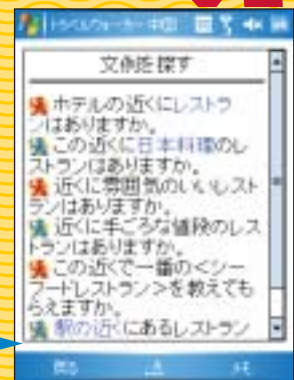 トラベルウォーカー中国
文例を探す
ホテルの近くにレストラ
ンはありますか。
この近くに日本料理のレ
ストランはありますか。
近くに雰囲気のいいレスト
ランはありますか。
近くに手ごろな値段のレス
トランはありますか。
この近くで一番の<シー
フードレストラン>を教えても
らえますか。
駅の近くにあるレストラン
戻る